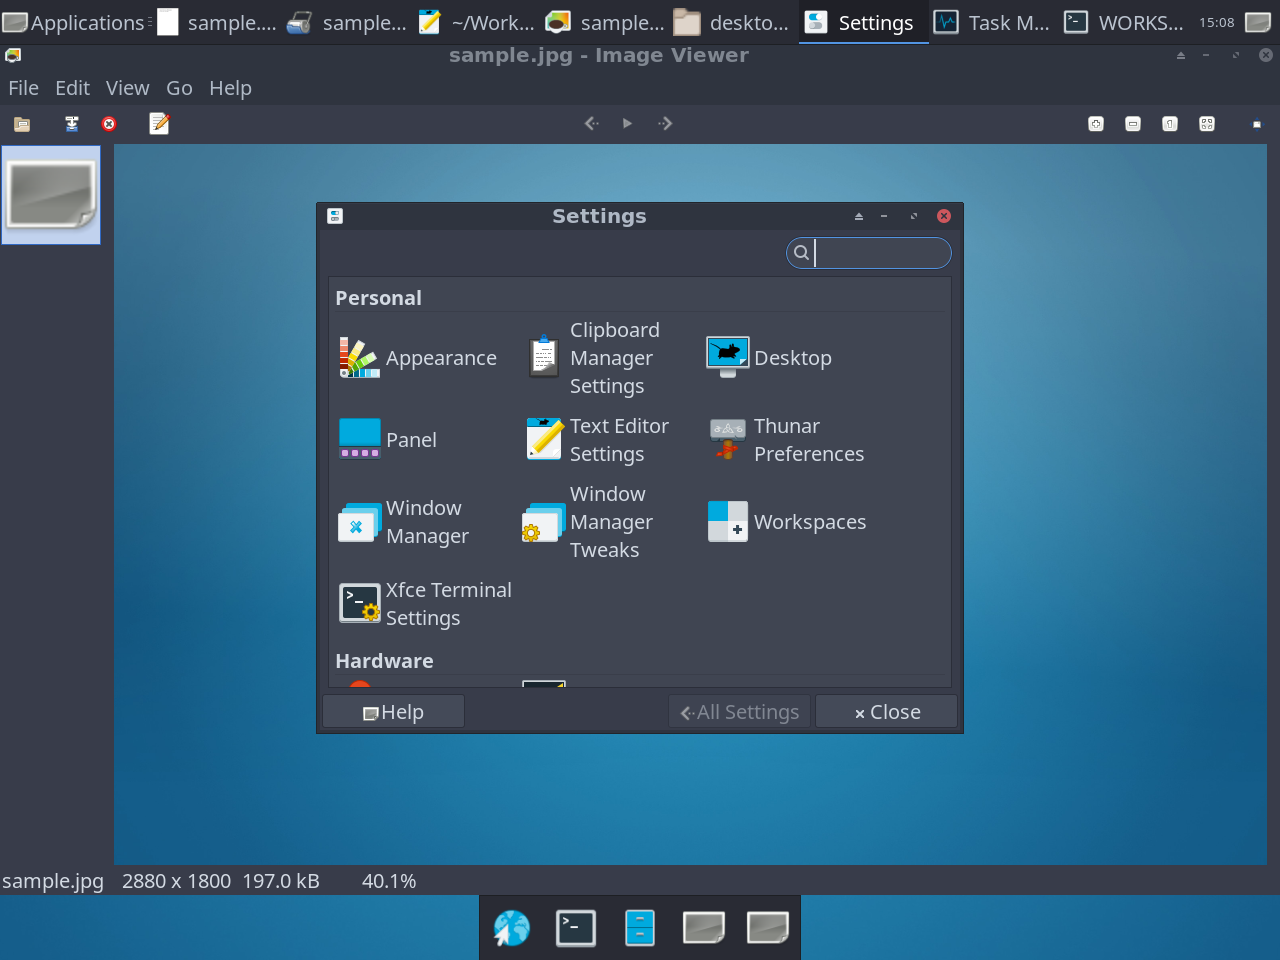 Applications
sample....
sample...
~/Work...
sample...
deskto...
Settings
Task M...
WORKS...
15:08
sample.jpg - Image Viewer
File Edit View Go Help
Settings
Personal
Appearance
Clipboard
Manager
Settings
Desktop
Panel
Text Editor
Settings
Thunar
Preferences
Window
Manager
Window
Manager
Tweaks
Workspaces
Xfce Terminal
Settings
Hardware
Help
All Settings
Close
sample.jpg 2880 x 1800 197.0 kB 40.1%